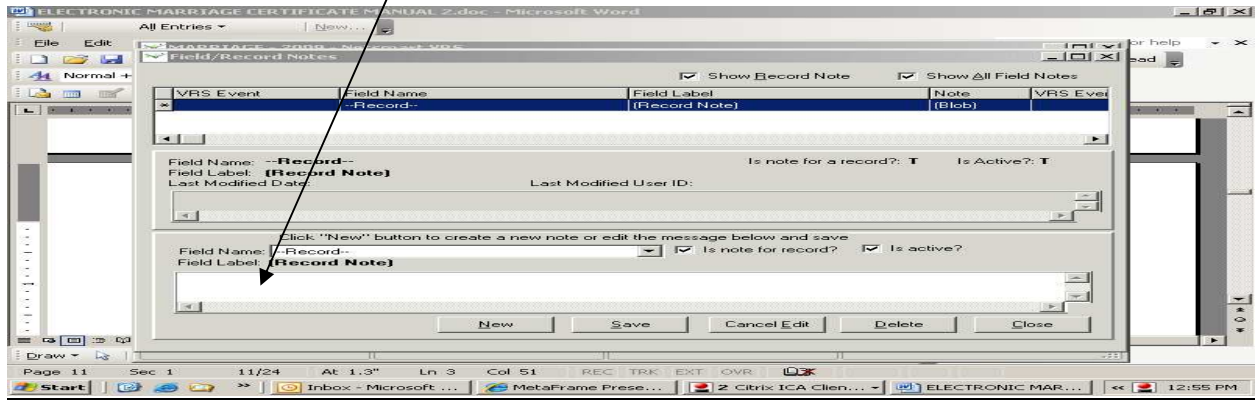 ELECTRONIC MARRIAGE CERTIFICATE MANUAL 2.doc - Microsoft Word
All Entries New...
File Edit
MARRIAGE - 2009 - Netsmart VRS
or help
Field/Record Notes
ead
Normal +
Show Record Note Show All Field Notes
VRS Event Field Name Field Label Note VRS Eve
--Record-- (Record Note) (Blob)
Field Name: --Record-- Is note for a record?: T Is Active?: T
Field Label: (Record Note)
Last Modified Date: Last Modified User ID:
Click "New" button to create a new note or edit the message below and save
Field Name: --Record-- Is note for record? Is active?
Field Label: (Record Note)
New Save Cancel Edit Delete Close
Draw
Page 11 Sec 1 11/24 At 1.3" Ln 3 Col 51 REC TRK EXT OVR
Start Inbox - Microsoft ... MetaFrame Prese... 2 Citrix ICA Clien... ELECTRONIC MAR... 12:55 PM